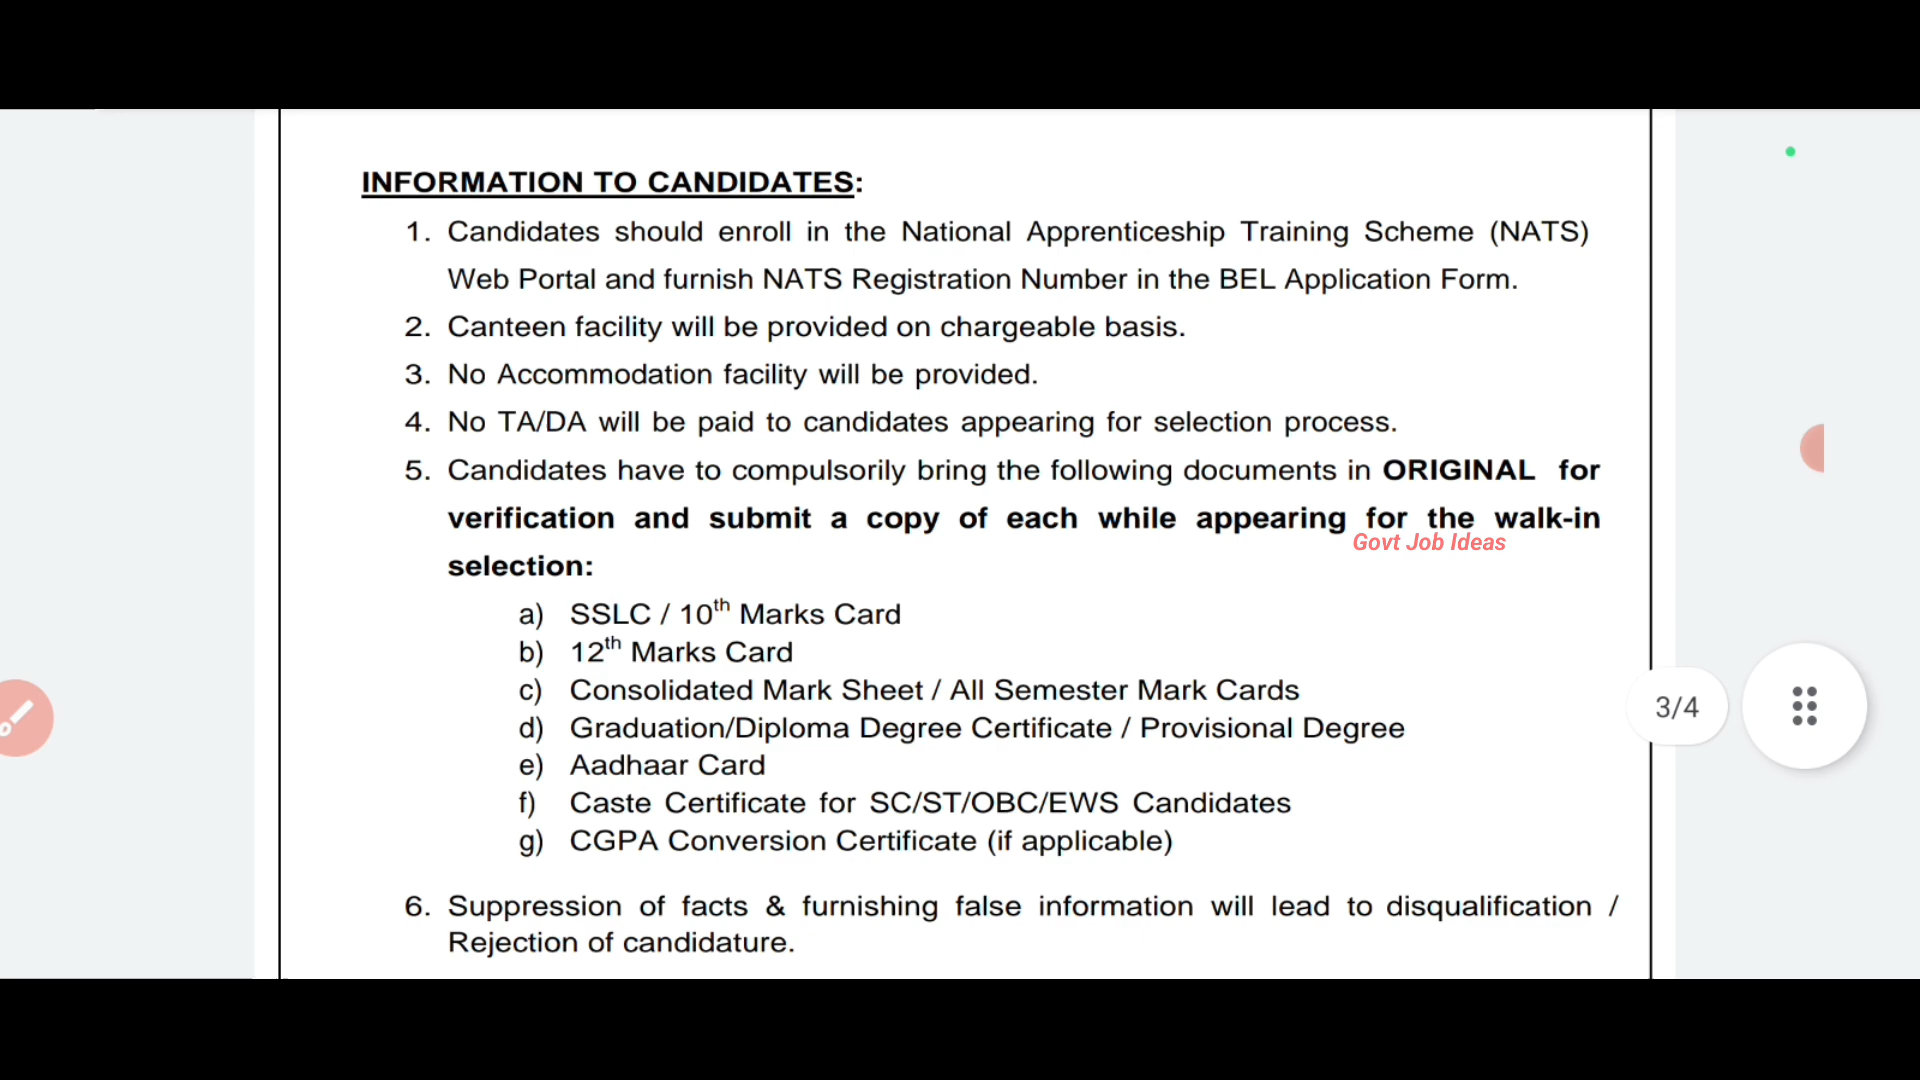 INFORMATION TO CANDIDATES:
1. Candidates should enroll in the National Apprenticeship Training Scheme (NATS)
Web Portal and furnish NATS Registration Number in the BEL Application Form.
2. Canteen facility will be provided on chargeable basis.
3. No Accommodation facility will be provided.
4. No TA/DA will be paid to candidates appearing for selection process.
5. Candidates have to compulsorily bring the following documents in ORIGINAL for
verification and submit a copy of each while appearing for the walk-in
Govt Job Ideas
selection:
a) SSLC / 10th Marks Card
b) 12th Marks Card
c) Consolidated Mark Sheet / All Semester Mark Cards
d) Graduation/Diploma Degree Certificate / Provisional Degree
3/4
e) Aadhaar Card
f) Caste Certificate for SC/ST/OBC/EWS Candidates
g) CGPA Conversion Certificate (if applicable)
6. Suppression of facts & furnishing false information will lead to disqualification /
Rejection of candidature.